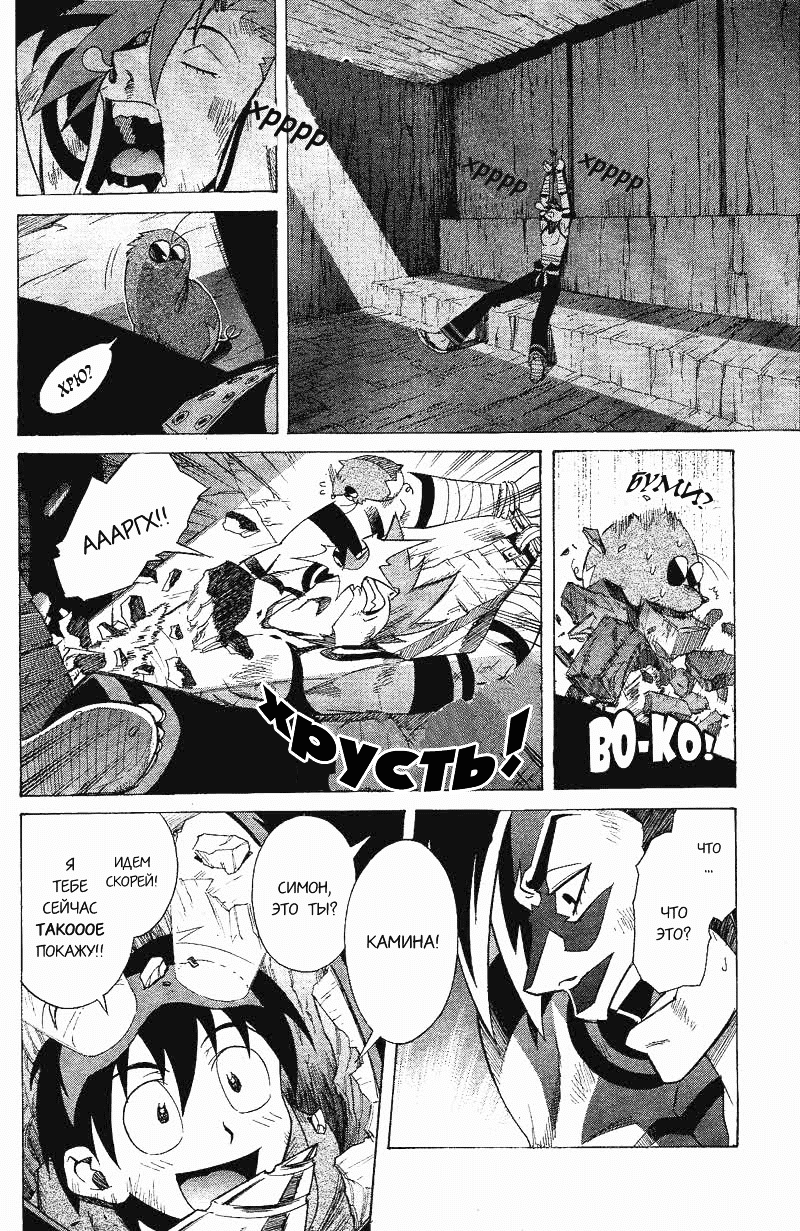 хрррр
хрррр
хрррр
ХРЮ?
БУМИ?
ВО-КО!
АААРГХ!!
хрусть!
ЧТО
...
ЧТО
ЭТО?
КАМИНА!
СИМОН,
ЭТО ТЫ?
ИДЕМ
СКОРЕЙ!
Я
ТЕБЕ
СЕЙЧАС
ТАКОООЕ
ПОКАЖУ!!